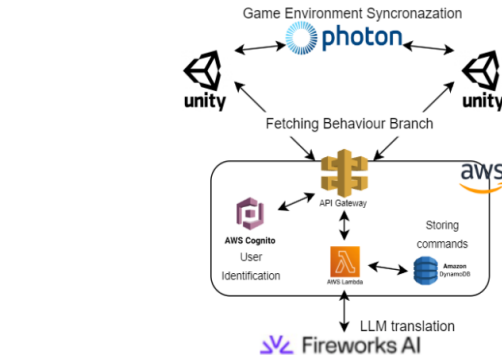 Game Environment Syncronazation
photon
unity
unity
Fetching Behaviour Branch
aws
API Gateway
AWS Cognito
User
Identification
Storing
commands
AWS Lambda
Amazon
DynamoDB
LLM translation
Fireworks AI